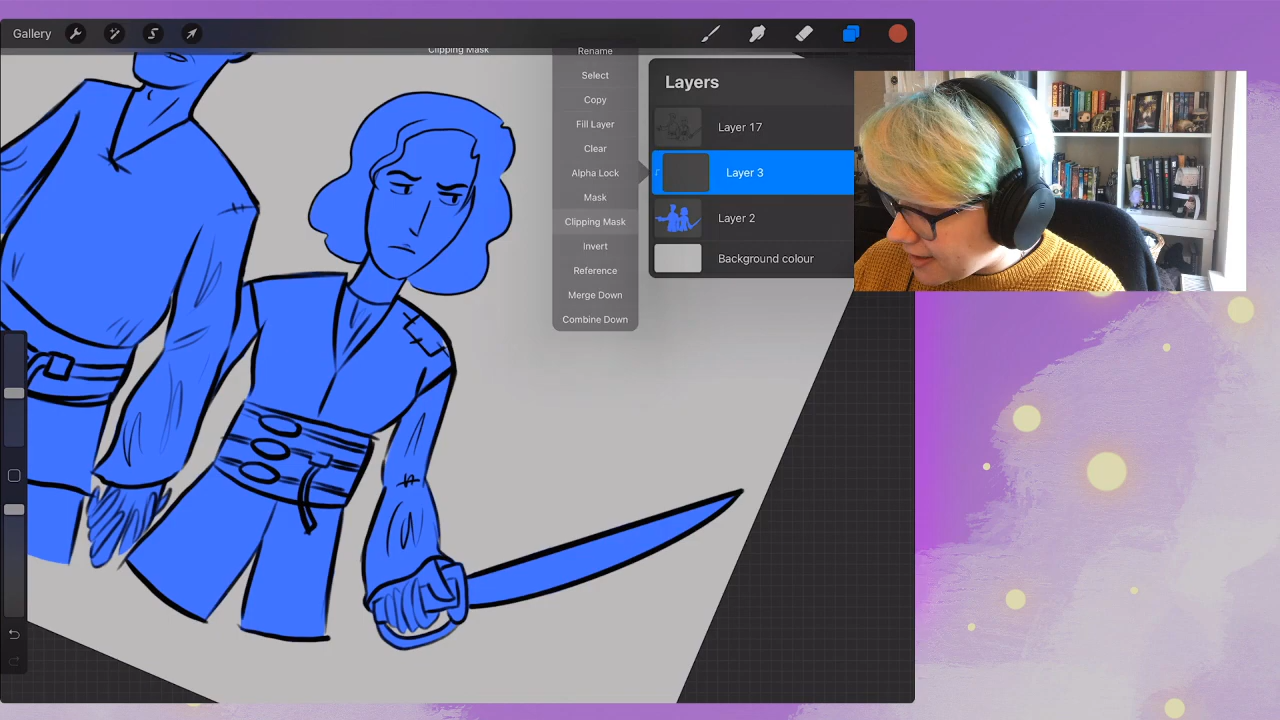 Gallery
Clipping Mask
Rename
Select
Copy
Fill Layer
Clear
Alpha Lock
Mask
Clipping Mask
Invert
Reference
Merge Down
Combine Down
Layers
Layer 17
Layer 3
Layer 2
Background colour